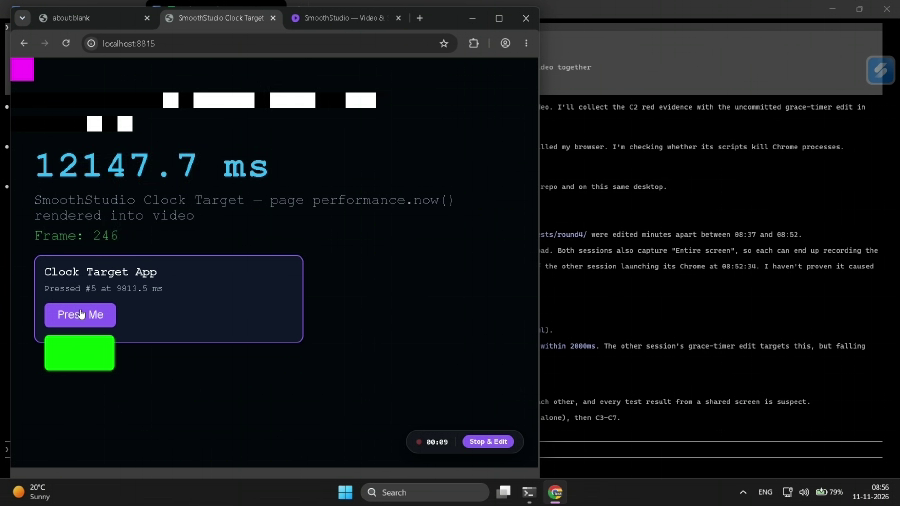 about:blank
SmoothStudio Clock Target
SmoothStudio — Video &
localhost:8815
deo together
deo. I'll collect the C2 red evidence with the uncommitted grace-timer edit in
12147.7 ms
lled my browser. I'm checking whether its scripts kill Chrome processes.
SmoothStudio Clock Target — page performance.now()
rendered into video
repo and on this same desktop.
Frame: 246
sts/round4/ were edited minutes apart between 08:37 and 08:52.
ad. Both sessions also capture "Entire screen", so each can end up recording the
the other session launching its Chrome at 08:52:34. I haven't proven it caused
Clock Target App
Pressed #5 at 9813.5 ms
Press Me
l].
within 2000ms. The other session's grace-timer edit targets this, but falling
ach other, and every test result from a shared screen is suspect.
alone), then C3–C7.
00:09
Stop & Edit
20°C
Sunny
Search
ENG
79%
08:56
11-11-2026